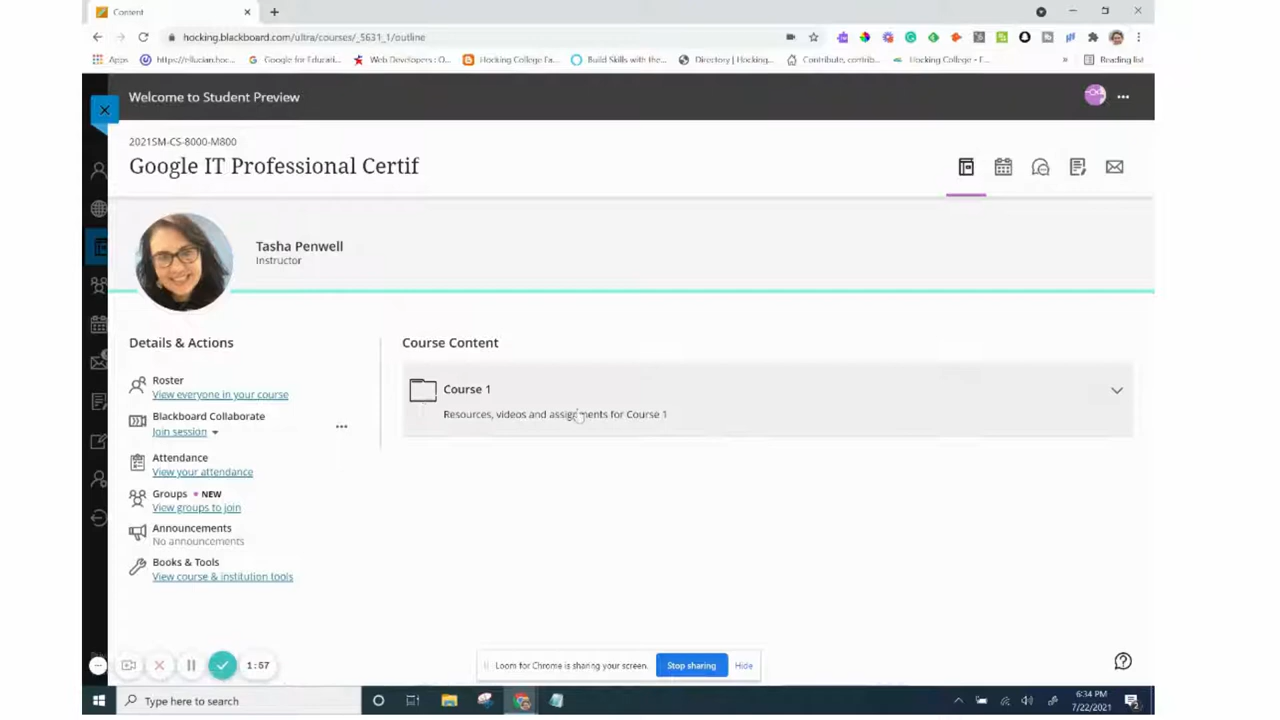 Content
hocking.blackboard.com/ultra/courses/_5631_1/outline
Apps
https://ellucian.hoc...
Google for Educati...
Web Developers : O...
Hocking College Fa...
Build Skills with the...
Directory | Hocking...
Contribute, contrib...
Hocking College - F...
»
Reading list
Welcome to Student Preview
2021SM-CS-8000-M800
Google IT Professional Certif
Tasha Penwell
Instructor
Details & Actions
Roster
View everyone in your course
Blackboard Collaborate
Join session
Attendance
View your attendance
Groups • NEW
View groups to join
Announcements
No announcements
Books & Tools
View course & institution tools
Course Content
Course 1
Resources, videos and assignments for Course 1
1:57
Loom for Chrome is sharing your screen.
Stop sharing
Hide
Type here to search
6:34 PM
7/22/2021
2